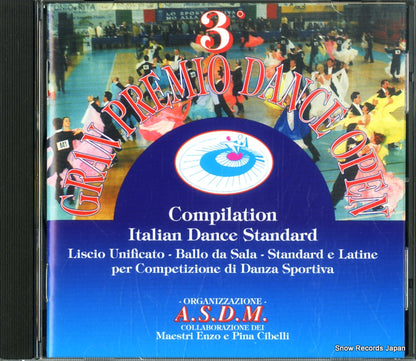 3°
GRAN PREMIO DANCE OPEN
Compilation
Italian Dance Standard
Liscio Unificato - Ballo da Sala - Standard e Latine
per Competizione di Danza Sportiva
- ORGANIZZAZIONE -
A.S.D.M.
COLLABORAZIONE DEI
Maestri Enzo e Pina Cibelli
Snow Records Japan